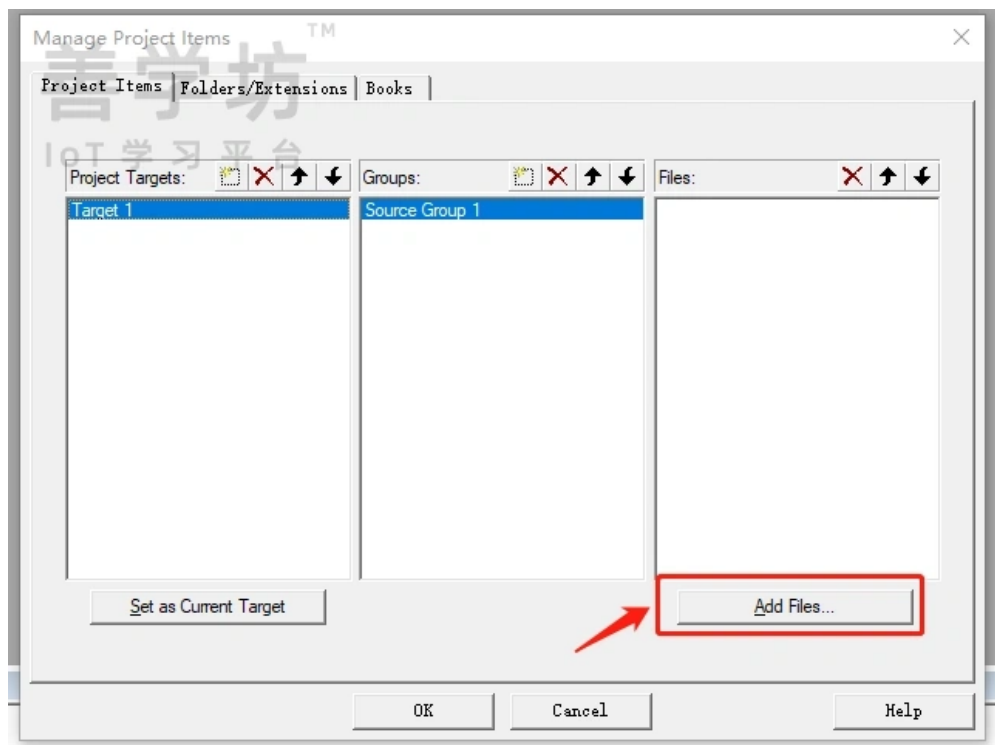 Manage Project Items
善学坊 TM
IoT 学习平台
Project Items Folders/Extensions Books
Project Targets: Groups: Files:
Target 1 Source Group 1
Set as Current Target Add Files...
OK Cancel Help